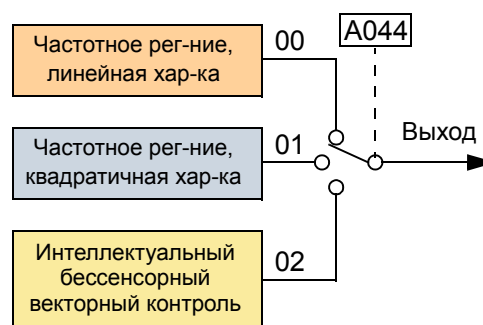 Частотное рег-ние,
линейная хар-ка
00
A044
Частотное рег-ние,
квадратичная хар-ка
01
Выход
Интеллектуальный
бессенсорный
векторный контроль
02